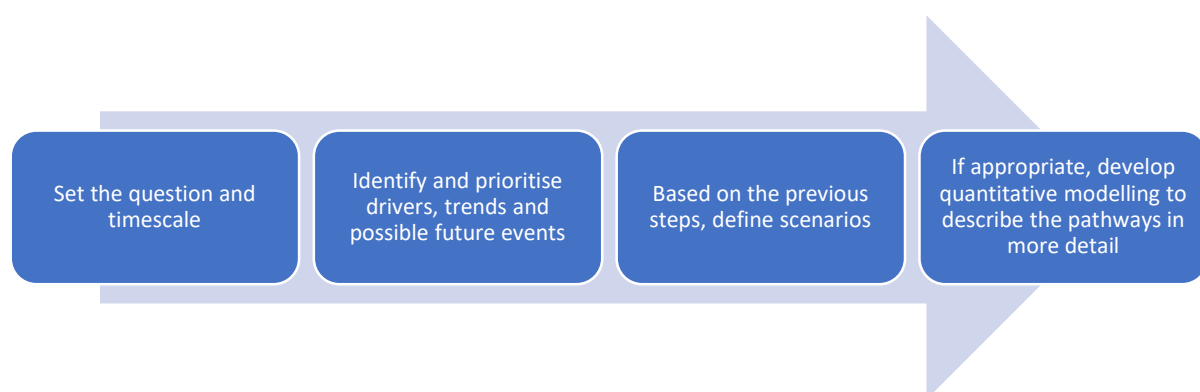 Set the question and
timescale
Identify and prioritise
drivers, trends and
possible future events
Based on the previous
steps, define scenarios
If appropriate, develop
quantitative modelling to
describe the pathways in
more detail